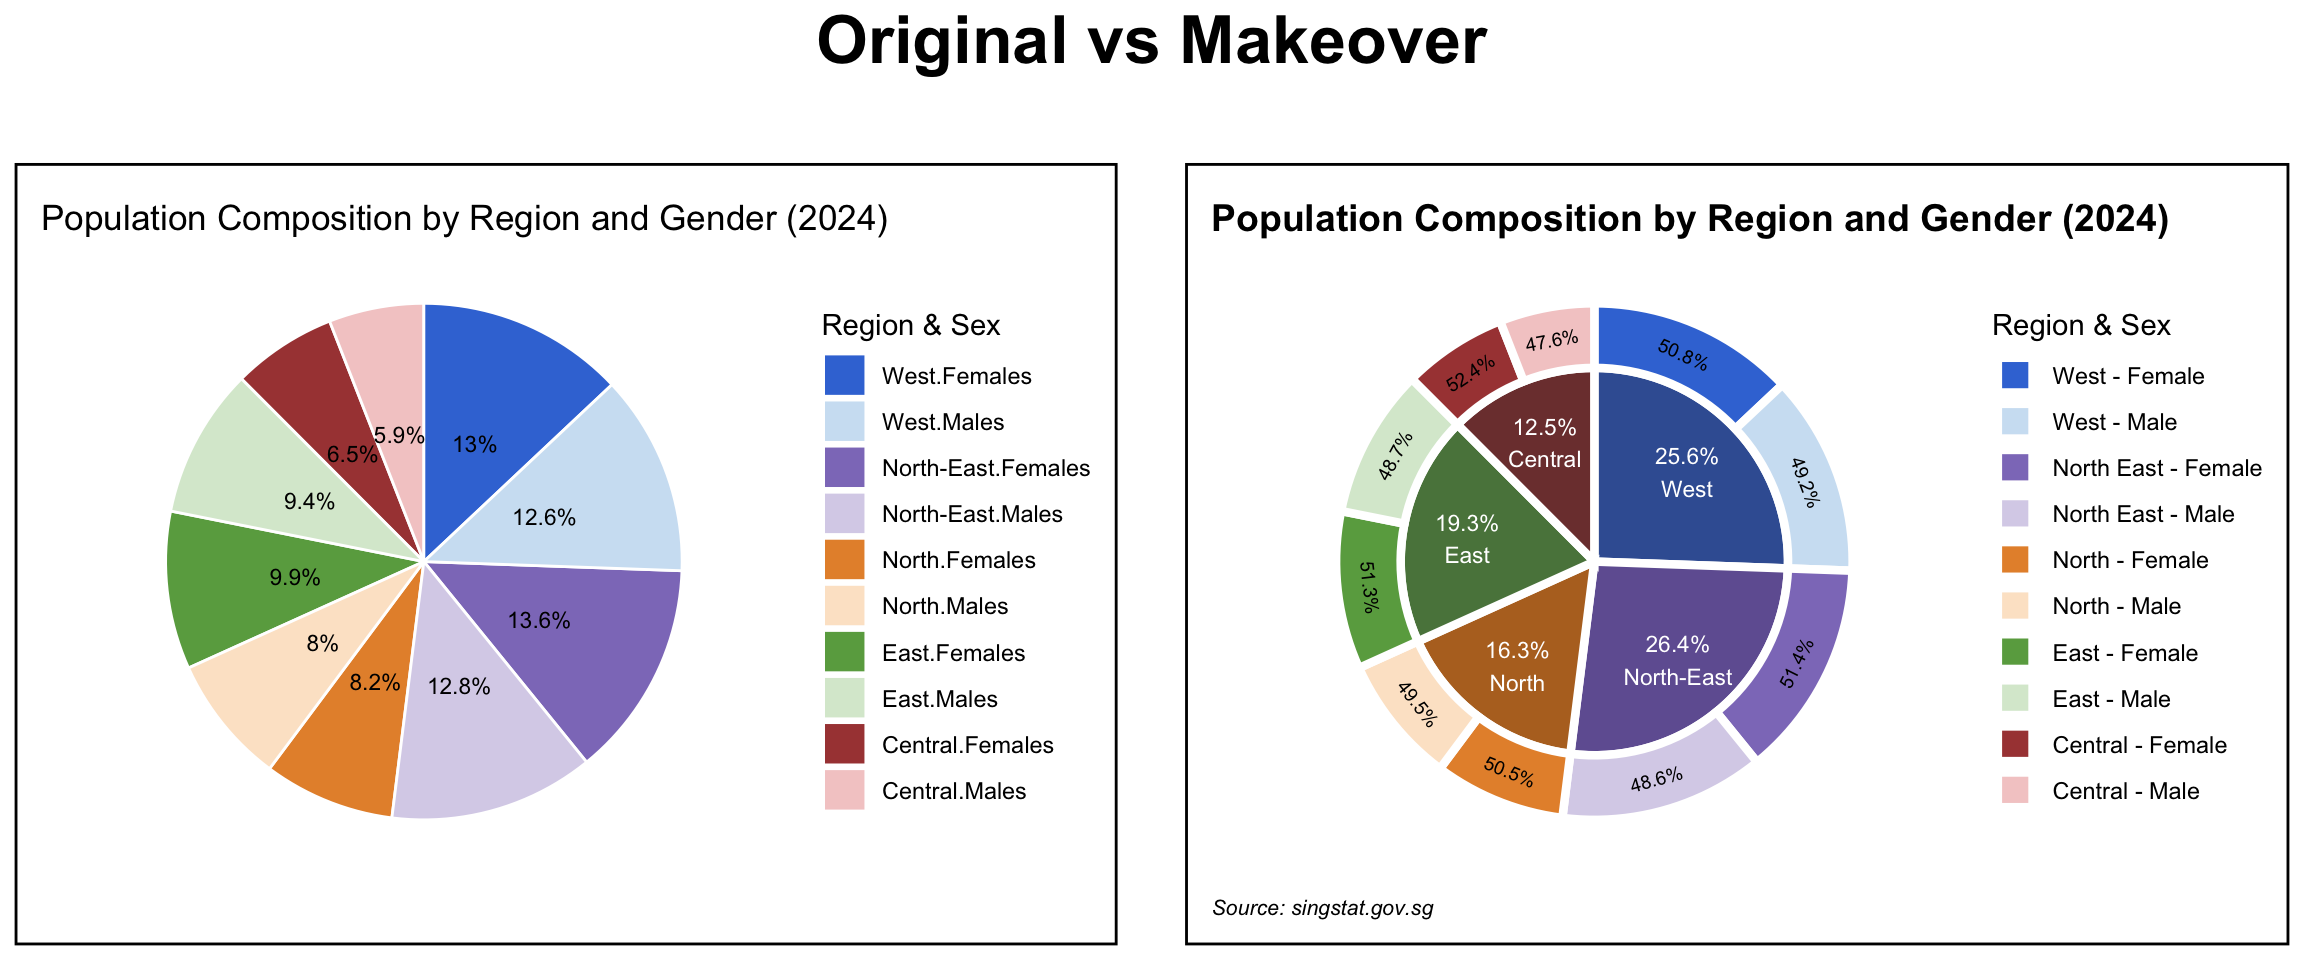 Original vs Makeover
Population Composition by Region and Gender (2024)
5.9%
13%
6.5%
9.4%
12.6%
9.9%
13.6%
8%
8.2%
12.8%
Region & Sex
West.Females
West.Males
North-East.Females
North-East.Males
North.Females
North.Males
East.Females
East.Males
Central.Females
Central.Males
Population Composition by Region and Gender (2024)
47.6%
50.8%
52.4%
12.5%
Central
25.6%
West
48.7%
49.2%
19.3%
East
51.3%
16.3%
North
26.4%
North-East
51.4%
49.5%
50.5%
48.6%
Region & Sex
West - Female
West - Male
North East - Female
North East - Male
North - Female
North - Male
East - Female
East - Male
Central - Female
Central - Male
Source: singstat.gov.sg